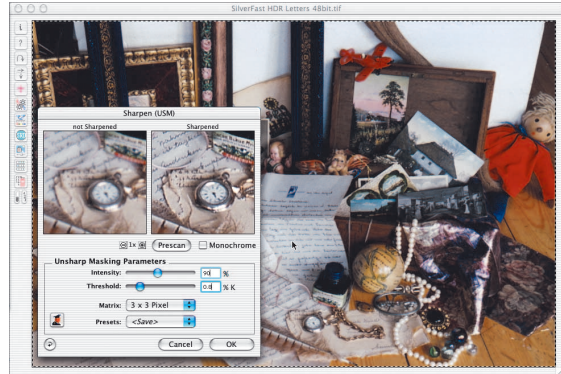 SilverFast HDR Letters 48bit.tif
Sharpen (USM)
not Sharpened
Sharpened
1x
Prescan
Monochrome
Unsharp Masking Parameters
Intensity:
90
%
Threshold:
0.8
% K
Matrix:
3 x 3 Pixel
Presets:
<Save>
Cancel
OK